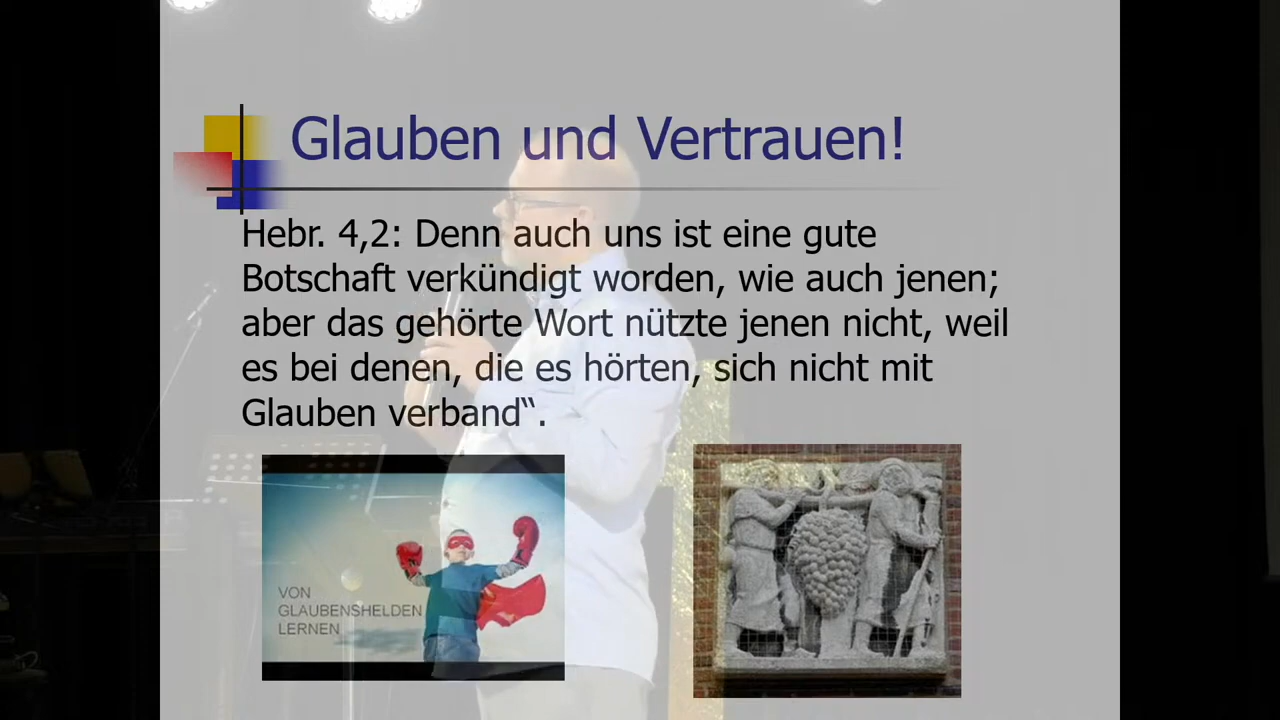 Glauben und Vertrauen!
Hebr. 4,2: Denn auch uns ist eine gute
Botschaft verkündigt worden, wie auch jenen;
aber das gehörte Wort nützte jenen nicht, weil
es bei denen, die es hörten, sich nicht mit
Glauben verband“.
VON
GLAUBENSHELDEN
LERNEN